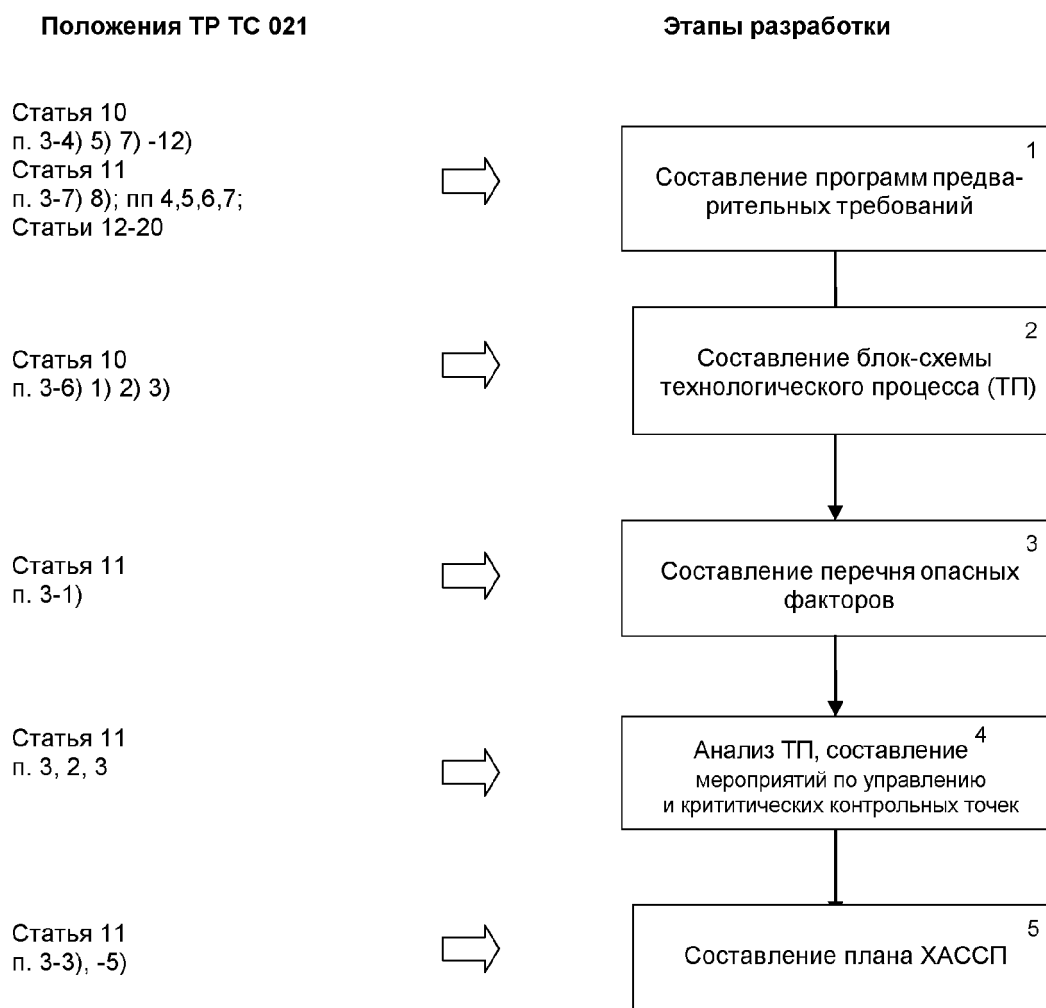 Положения ТР ТС 021
Этапы разработки
Статья 10
п. 3-4) 5) 7) -12)
Статья 11
п. 3-7) 8); пп 4,5,6,7;
Статьи 12-20
1
Составление программ предва-
рительных требований
Статья 10
п. 3-6) 1) 2) 3)
2
Составление блок-схемы
технологического процесса (ТП)
Статья 11
п. 3-1)
3
Составление перечня опасных
факторов
Статья 11
п. 3, 2, 3
4
Анализ ТП, составление
мероприятий по управлению
и крититических контрольных точек
Статья 11
п. 3-3), -5)
5
Составление плана ХАССП